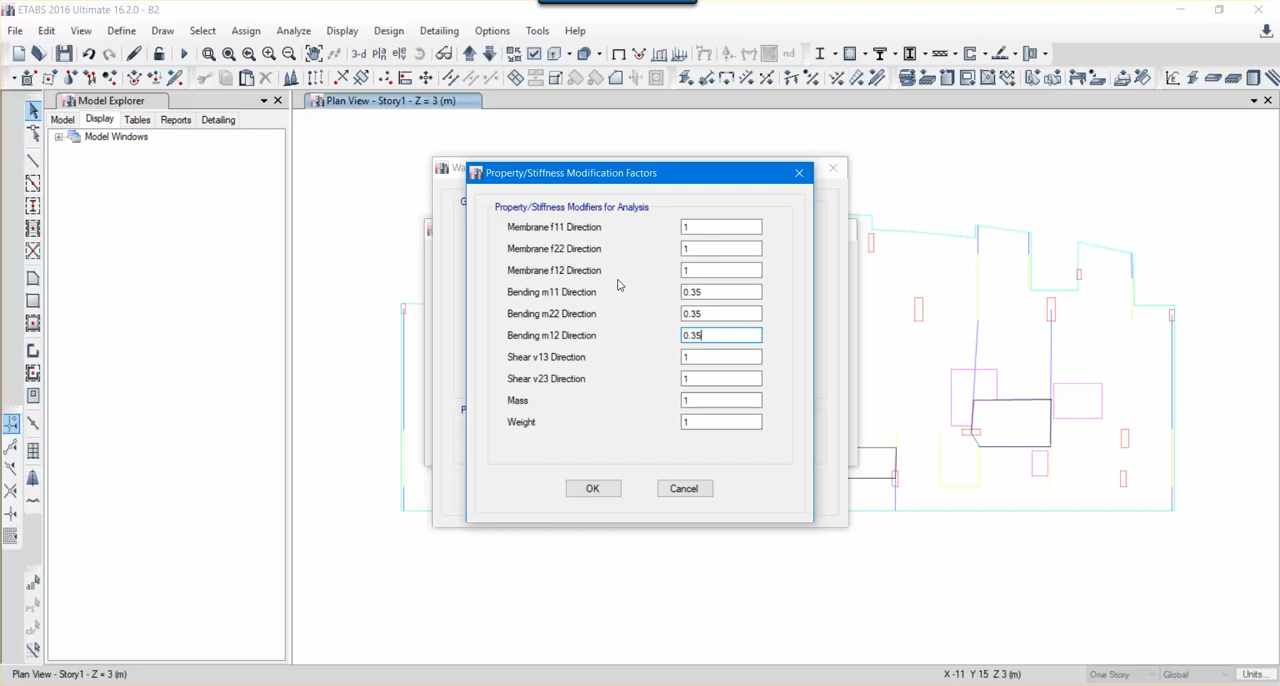 ETABS 2016 Ultimate 16.2.0 - B2
File Edit View Define Draw Select Assign Analyze Display Design Detailing Options Tools Help
3-d nd
Model Explorer
Plan View - Story1 - Z = 3 (m)
Model Display Tables Reports Detailing
Model Windows
Wa
Property/Stiffness Modification Factors
G
Property/Stiffness Modifiers for Analysis
Membrane f11 Direction 1
Membrane f22 Direction 1
Membrane f12 Direction 1
Bending m11 Direction 0.35
Bending m22 Direction 0.35
Bending m12 Direction 0.35
Shear v13 Direction 1
Shear v23 Direction 1
Mass 1
P
Weight 1
OK Cancel
all
Plan View - Story1 - Z = 3 (m) X -11 Y 15 Z 3 (m) One Story Global Units...